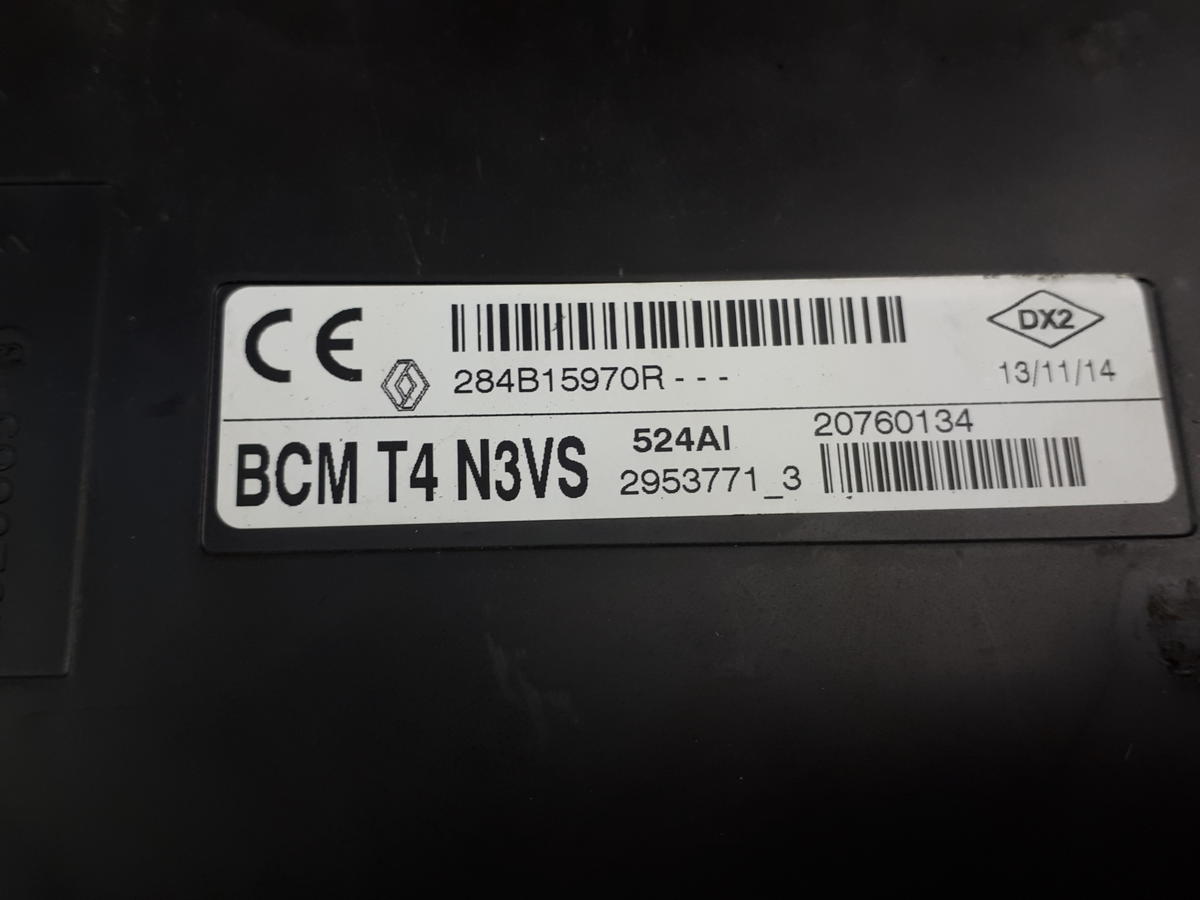 CE
284B15970R - - -
DX2
13/11/14
BCM T4 N3VS
524AI
2953771_3
20760134